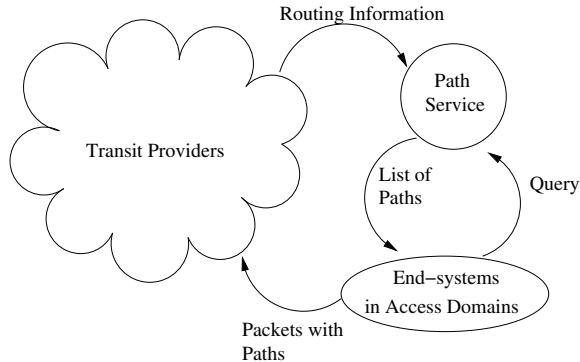 Routing Information
Path
Service
Transit Providers
List of
Paths
Query
End−systems
in Access Domains
Packets with
Paths